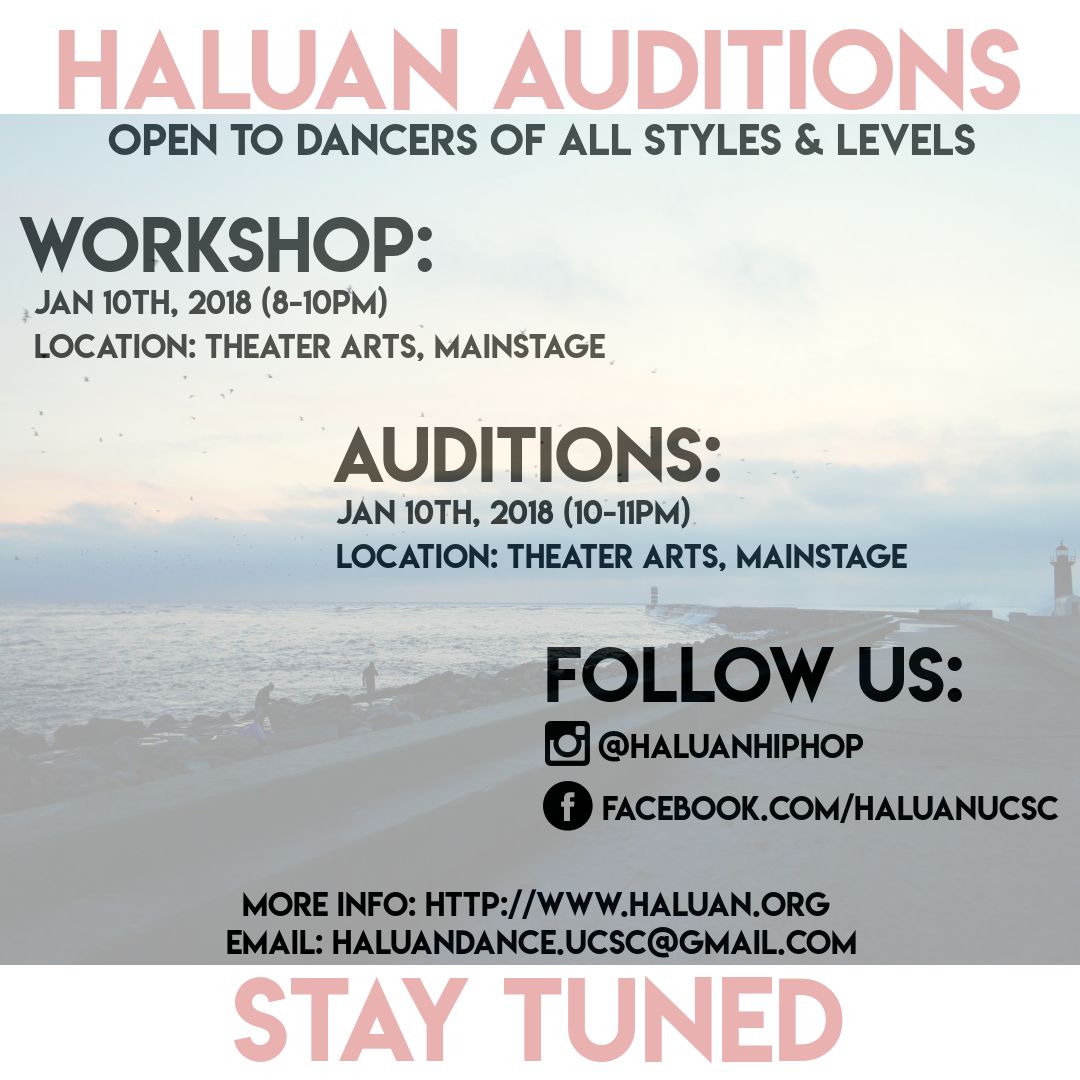 HALUAN AUDITIONS
OPEN TO DANCERS OF ALL STYLES & LEVELS
WORKSHOP:
JAN 10TH, 2018 (8-10PM)
LOCATION: THEATER ARTS, MAINSTAGE
AUDITIONS:
JAN 10TH, 2018 (10-11PM)
LOCATION: THEATER ARTS, MAINSTAGE
FOLLOW US:
@HALUANHIPHOP
FACEBOOK.COM/HALUANUCSC
MORE INFO: HTTP://WWW.HALUAN.ORG
EMAIL: HALUANDANCE.UCSC@GMAIL.COM
STAY TUNED